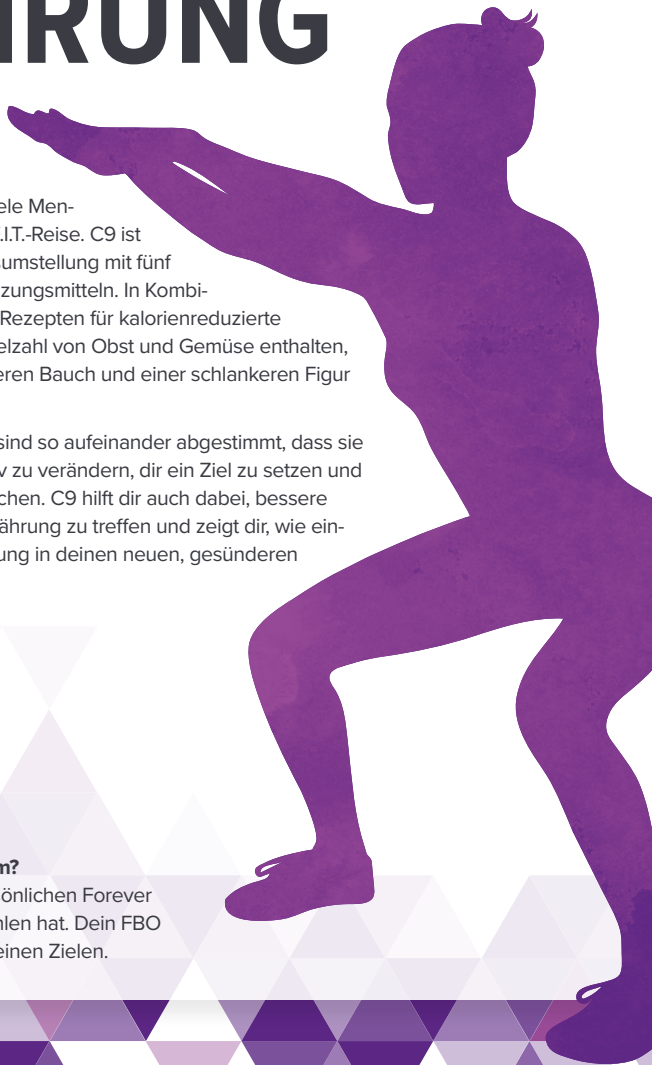 RUNG
ele Men-
.I.T.-Reise. C9 ist
sumstellung mit fünf
zungsmitteln. In Kombi-
Rezepten für kalorienreduzierte
elzahl von Obst und Gemüse enthalten,
eren Bauch und einer schlankeren Figur
sind so aufeinander abgestimmt, dass sie
v zu verändern, dir ein Ziel zu setzen und
chen. C9 hilft dir auch dabei, bessere
ährung zu treffen und zeigt dir, wie ein-
ung in deinen neuen, gesünderen
m?
önlichen Forever
hlen hat. Dein FBO
einen Zielen.